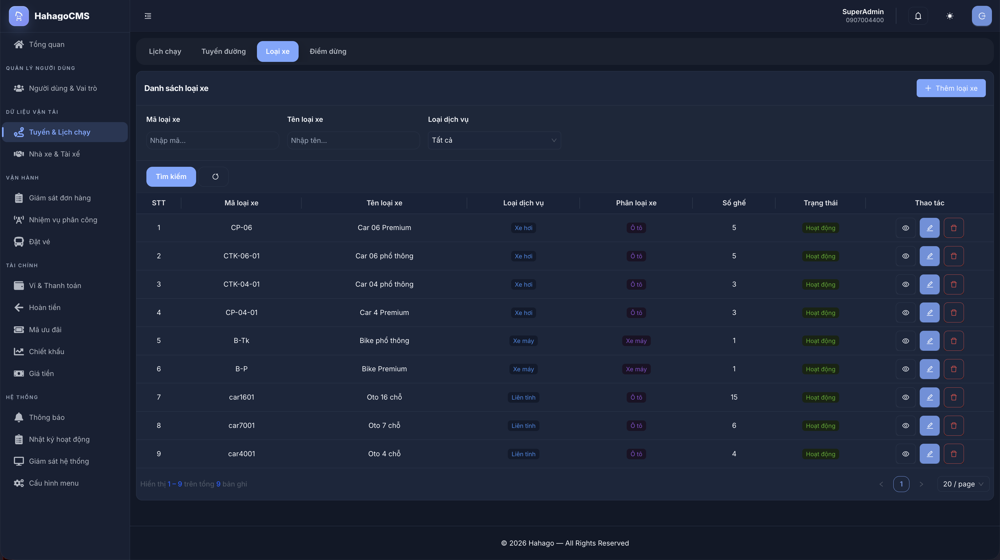 HahagoCMS
SuperAdmin
0907004400
Tổng quan
QUẢN LÝ NGƯỜI DÙNG
Người dùng & Vai trò
DỮ LIỆU VẬN TẢI
Tuyến & Lịch chạy
Nhà xe & Tài xế
VẬN HÀNH
Giám sát đơn hàng
Nhiệm vụ phân công
Đặt vé
TÀI CHÍNH
Ví & Thanh toán
Hoàn tiền
Mã ưu đãi
Chiết khấu
Giá tiền
HỆ THỐNG
Thông báo
Nhật ký hoạt động
Giám sát hệ thống
Cấu hình menu
Lịch chạy Tuyến đường Loại xe Điểm dừng
Danh sách loại xe
Thêm loại xe
Mã loại xe Tên loại xe Loại dịch vụ
Nhập mã... Nhập tên... Tất cả
Tìm kiếm
STT Mã loại xe Tên loại xe Loại dịch vụ Phân loại xe Số ghế Trạng thái Thao tác
1 CP-06 Car 06 Premium Xe hơi Ô tô 5 Hoạt động
2 CTK-06-01 Car 06 phổ thông Xe hơi Ô tô 5 Hoạt động
3 CTK-04-01 Car 04 phổ thông Xe hơi Ô tô 3 Hoạt động
4 CP-04-01 Car 4 Premium Xe hơi Ô tô 3 Hoạt động
5 B-Tk Bike phổ thông Xe máy Xe máy 1 Hoạt động
6 B-P Bike Premium Xe máy Xe máy 1 Hoạt động
7 car1601 Oto 16 chỗ Liên tỉnh Ô tô 15 Hoạt động
8 car7001 Oto 7 chỗ Liên tỉnh Ô tô 6 Hoạt động
9 car4001 Oto 4 chỗ Liên tỉnh Ô tô 4 Hoạt động
Hiển thị 1 – 9 trên tổng 9 bản ghi
1
20 / page
© 2026 Hahago — All Rights Reserved